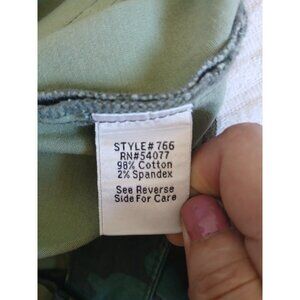 STYLE# 766
RN#54077
98% Cotton
2% Spandex
See Reverse
Side For Care